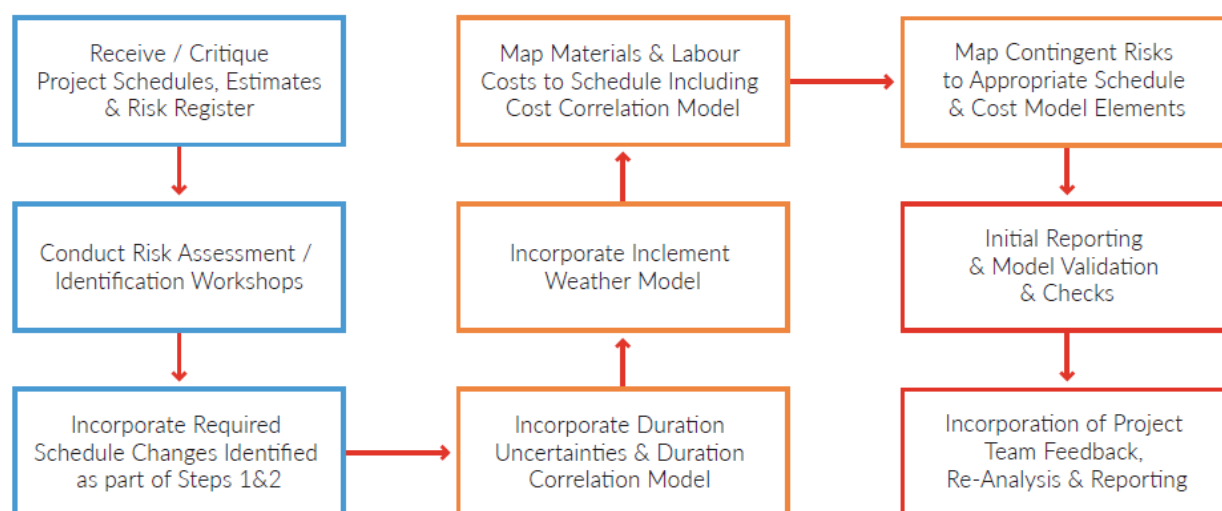 Receive / Critique
Project Schedules, Estimates
& Risk Register
Conduct Risk Assessment /
Identification Workshops
Incorporate Required
Schedule Changes Identified
as part of Steps 1&2
Incorporate Duration
Uncertainties & Duration
Correlation Model
Incorporate Inclement
Weather Model
Map Materials & Labour
Costs to Schedule Including
Cost Correlation Model
Map Contingent Risks
to Appropriate Schedule
& Cost Model Elements
Initial Reporting
& Model Validation
& Checks
Incorporation of Project
Team Feedback,
Re-Analysis & Reporting